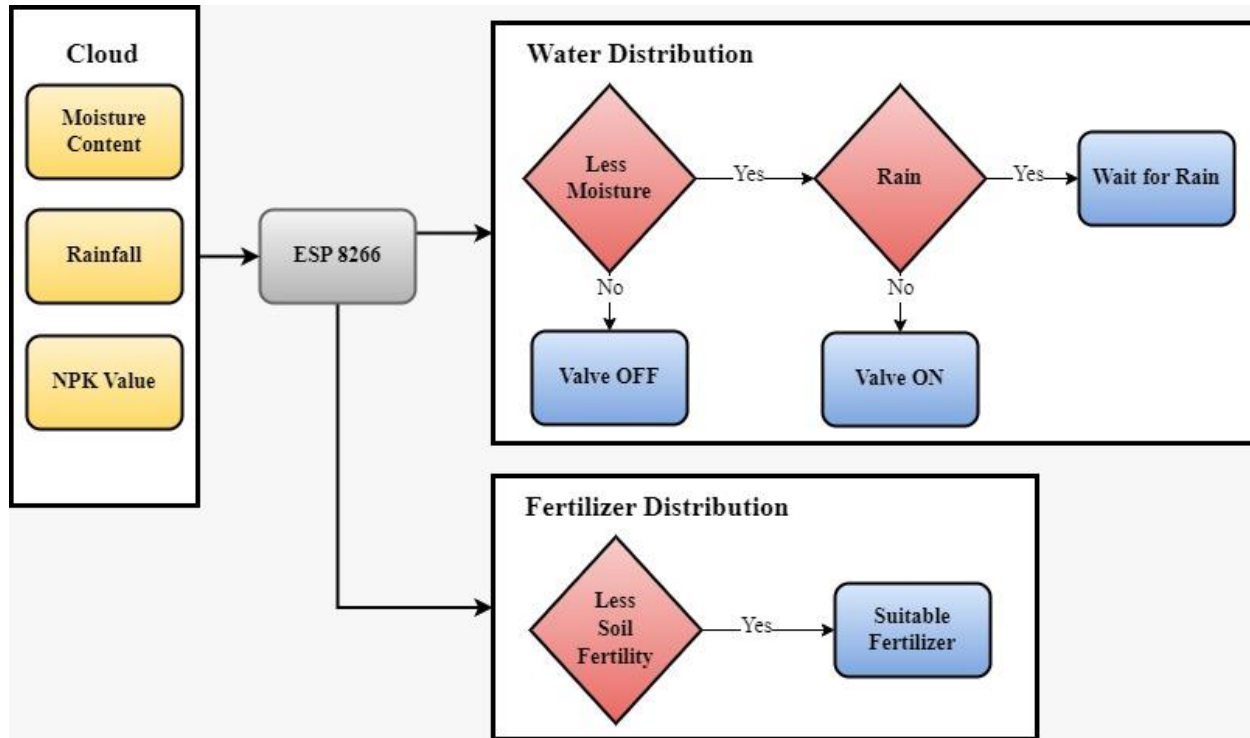 Cloud
Moisture
Content
Rainfall
NPK Value
ESP 8266
Water Distribution
Less
Moisture
Yes
Rain
Yes
Wait for Rain
No
No
Valve OFF
Valve ON
Fertilizer Distribution
Less
Soil
Fertility
Yes
Suitable
Fertilizer